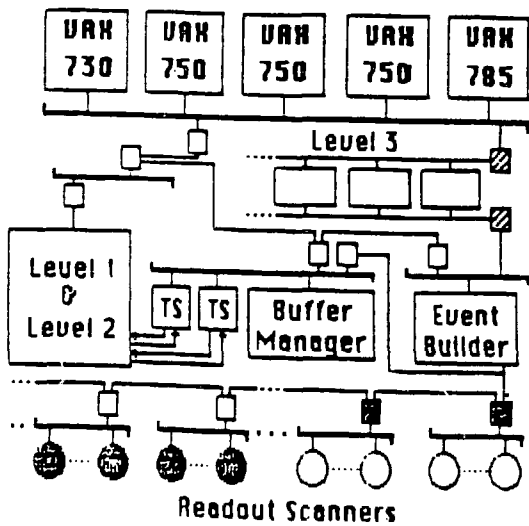 VAX VAX VAX VAX VAX
730 750 750 750 785
Level 3
Level 1
&
Level 2
TS TS
Buffer
Manager
Event
Builder
Readout Scanners